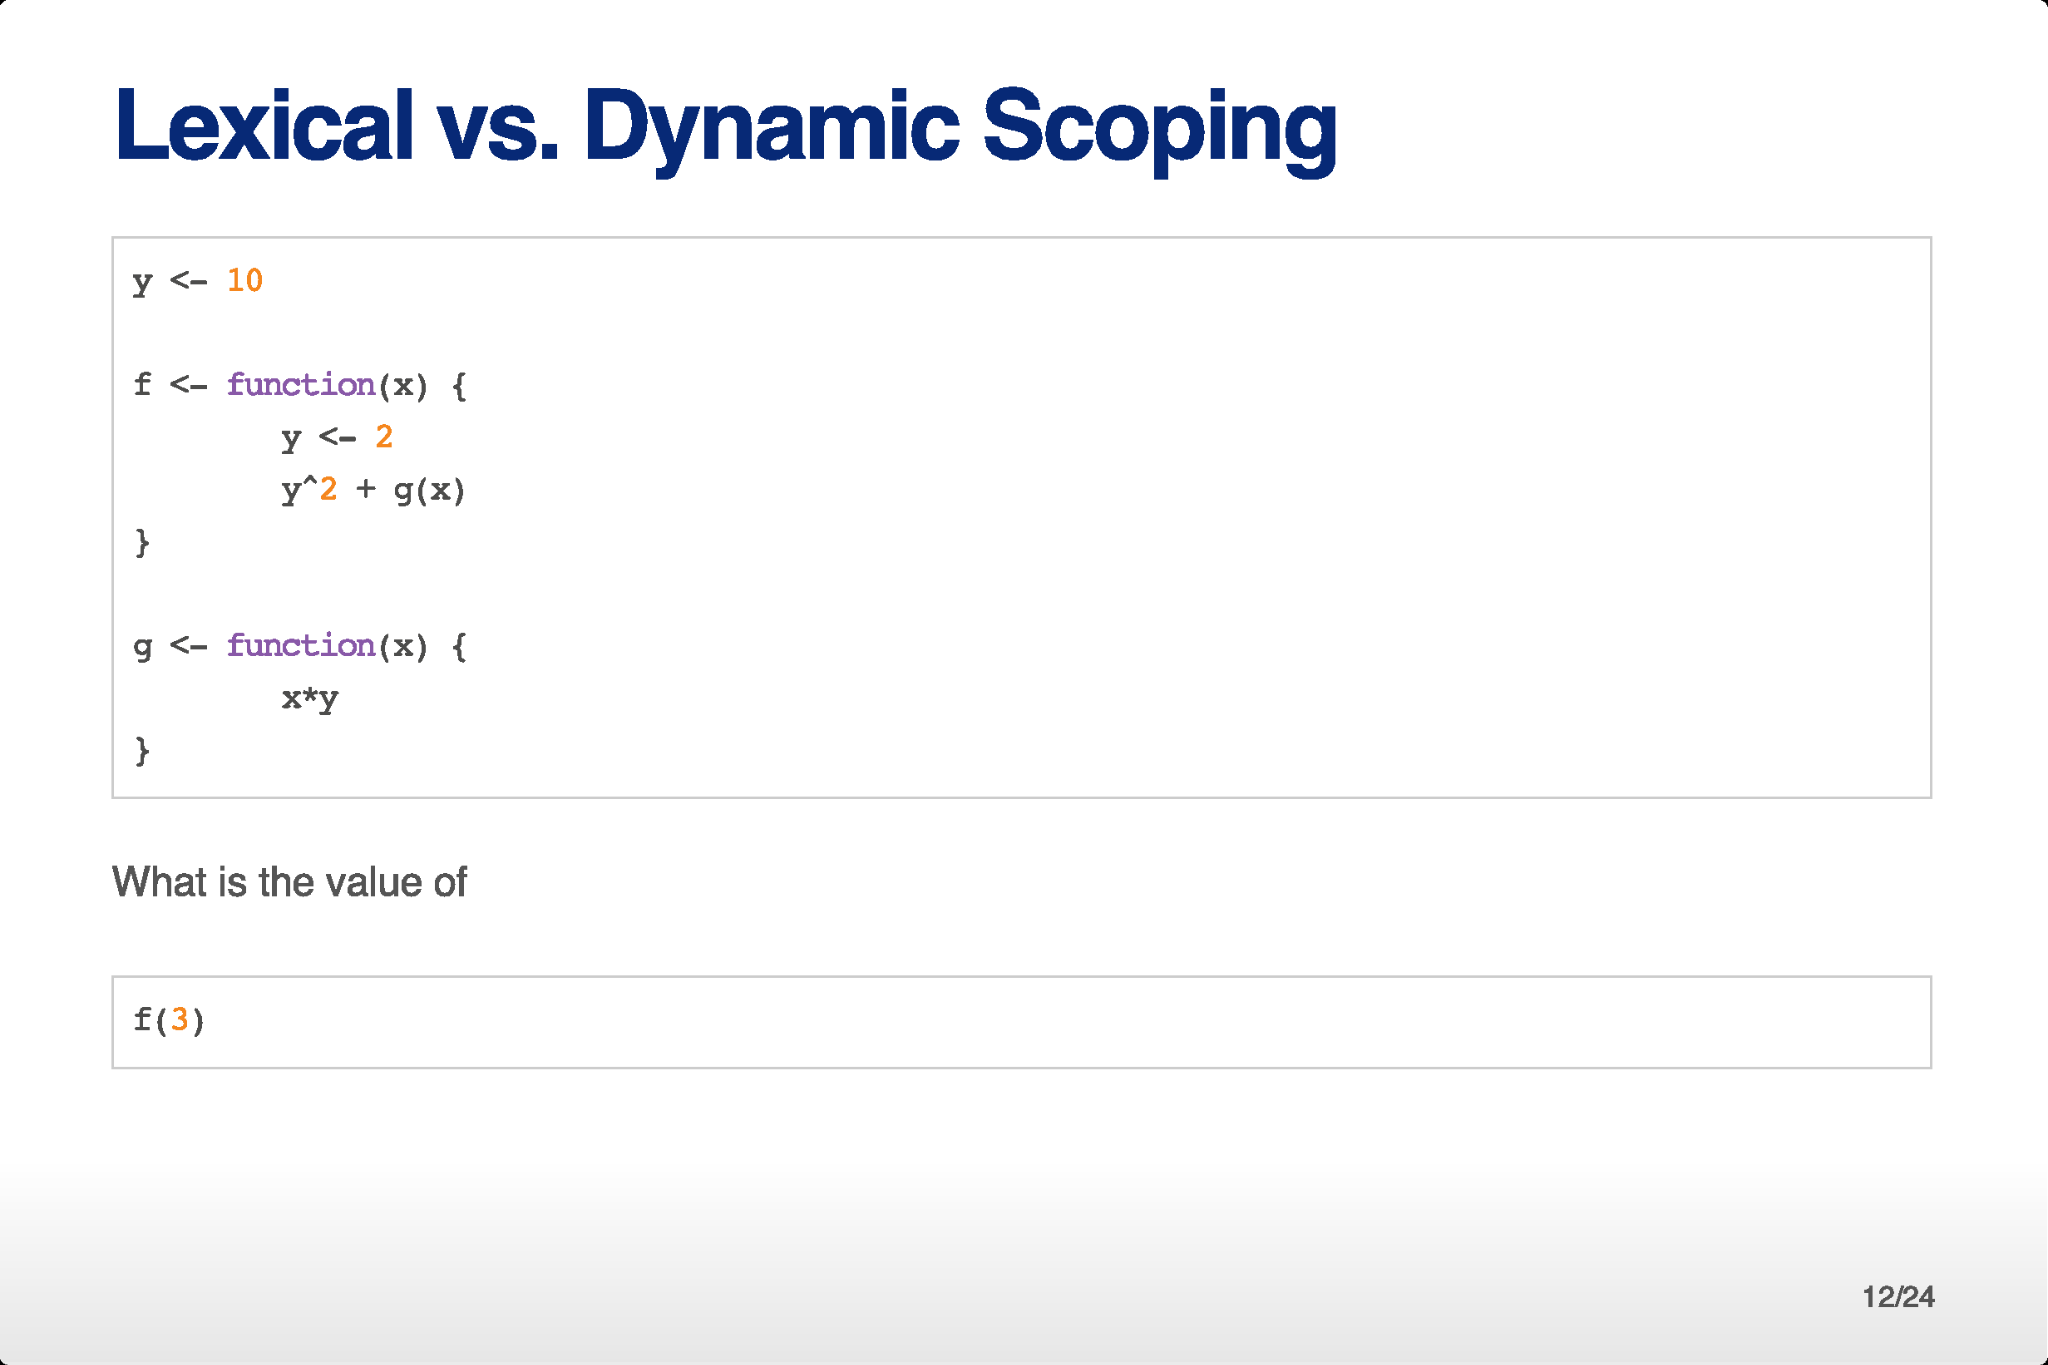 Lexical vs. Dynamic Scoping
y <- 10
f <- function(x) {
        y <- 2
        y^2 + g(x)
}
g <- function(x) {
        x*y
}
What is the value of
f(3)
12/24